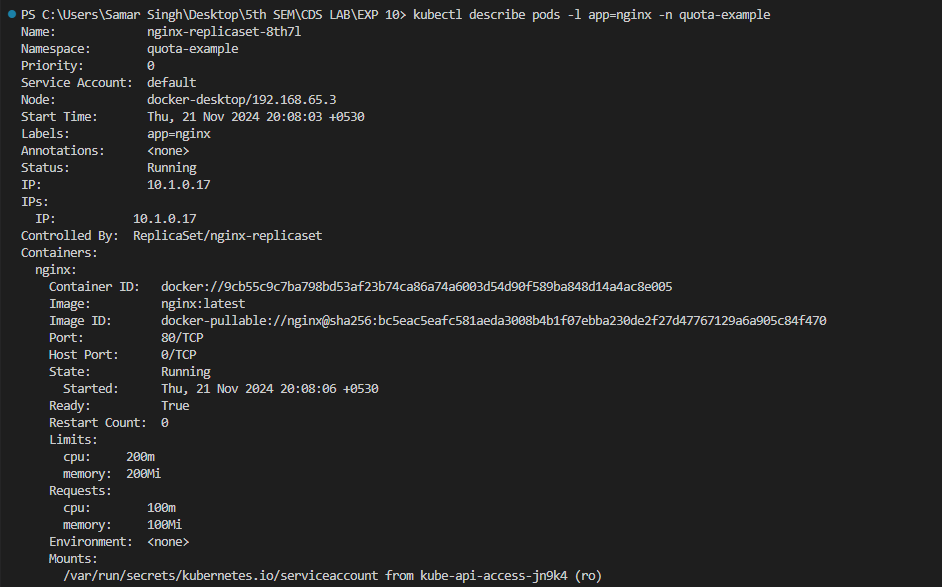 PS C:\Users\Samar Singh\Desktop\5th SEM\CDS LAB\EXP 10> kubectl describe pods -l app=nginx -n quota-example
Name:             nginx-replicaset-8th7l
Namespace:        quota-example
Priority:         0
Service Account:  default
Node:             docker-desktop/192.168.65.3
Start Time:       Thu, 21 Nov 2024 20:08:03 +0530
Labels:           app=nginx
Annotations:      <none>
Status:           Running
IP:               10.1.0.17
IPs:
  IP:           10.1.0.17
Controlled By:  ReplicaSet/nginx-replicaset
Containers:
  nginx:
    Container ID:   docker://9cb55c9c7ba798bd53af23b74ca86a74a6003d54d90f589ba848d14a4ac8e005
    Image:          nginx:latest
    Image ID:       docker-pullable://nginx@sha256:bc5eac5eafc581aeda3008b4b1f07ebba230de2f27d47767129a6a905c84f470
    Port:           80/TCP
    Host Port:      0/TCP
    State:          Running
      Started:      Thu, 21 Nov 2024 20:08:06 +0530
    Ready:          True
    Restart Count:  0
    Limits:
      cpu:     200m
      memory:  200Mi
    Requests:
      cpu:        100m
      memory:     100Mi
    Environment:  <none>
    Mounts:
      /var/run/secrets/kubernetes.io/serviceaccount from kube-api-access-jn9k4 (ro)